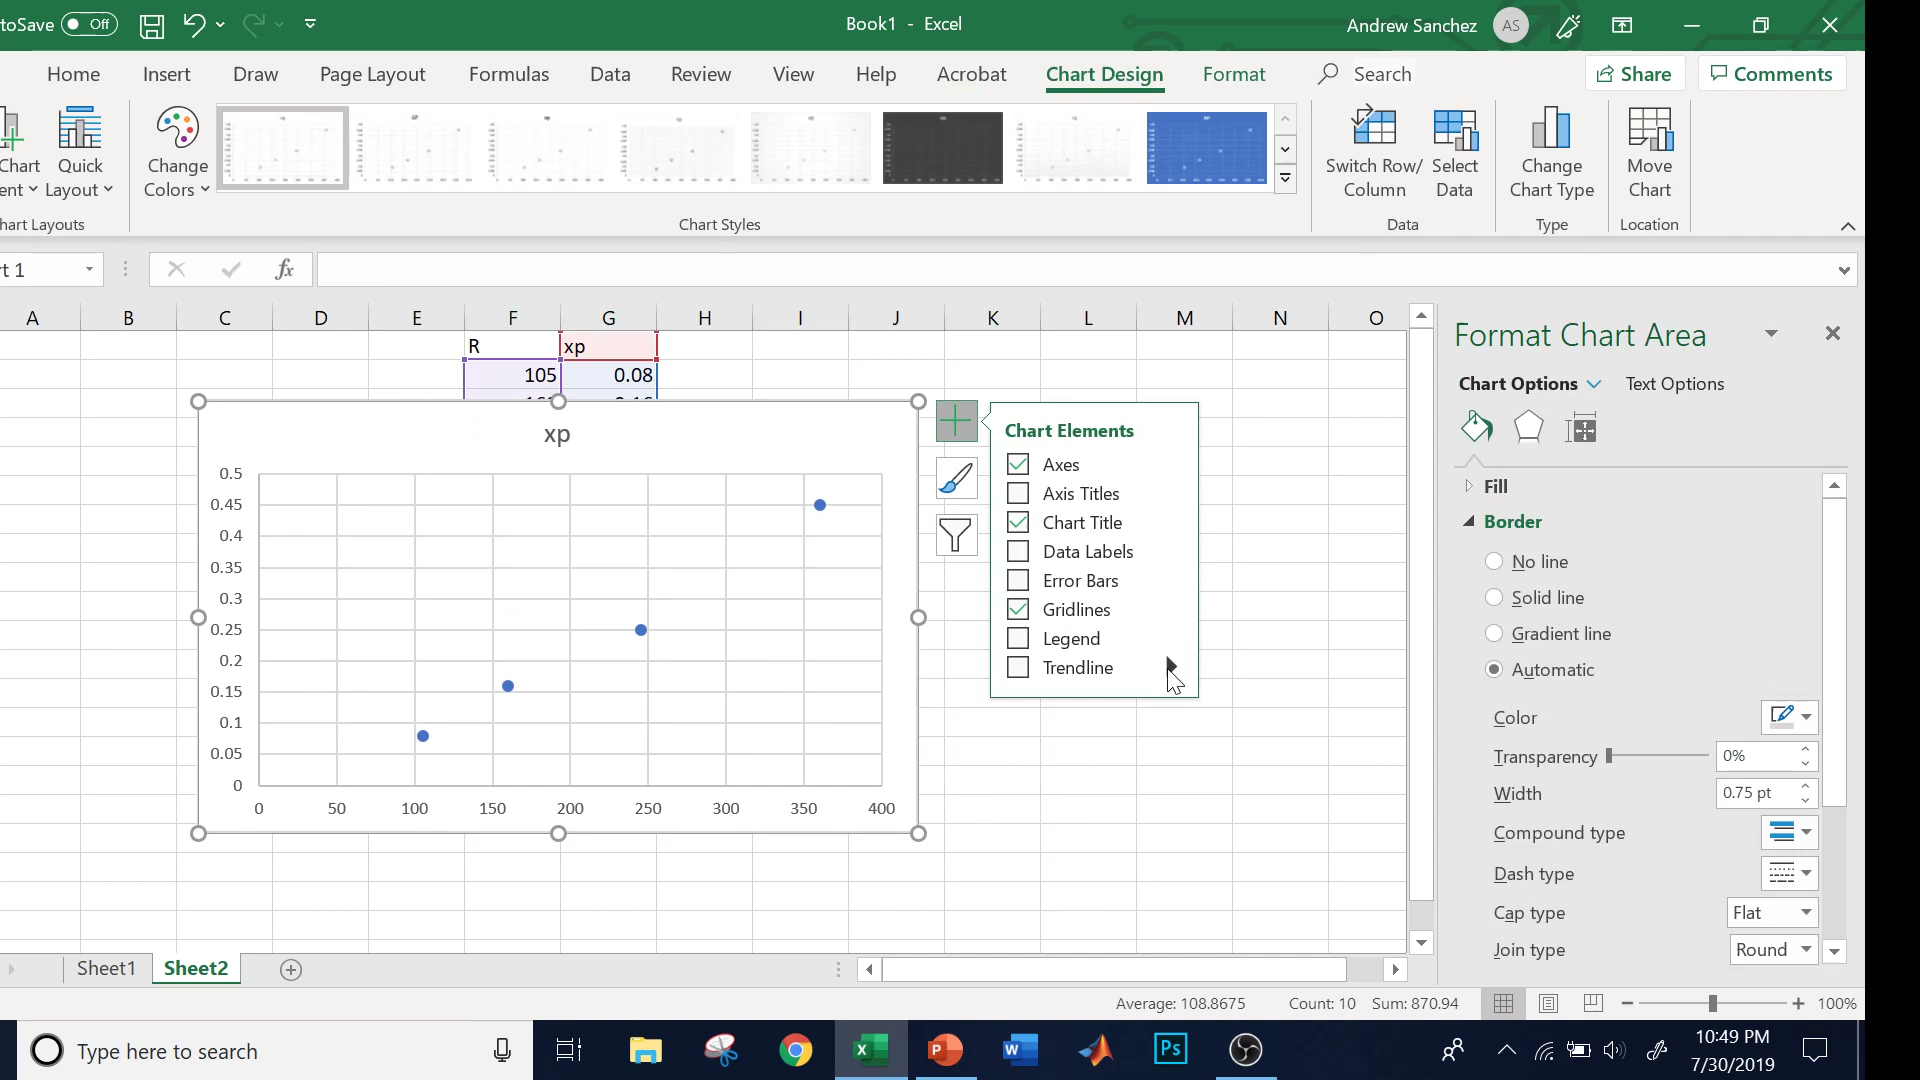 toSave Off Book1 - Excel Andrew Sanchez AS
Home Insert Draw Page Layout Formulas Data Review View Help Acrobat Chart Design Format Search Share Comments
Chart Quick Change Switch Row/ Select Change Move
ent Layout Colors Column Data Chart Type Chart
hart Layouts Chart Styles Data Type Location
rt 1 fx
A B C D E F G H I J K L M N O
R xp
105 0.08
xp
0.5
0.45
0.4
0.35
0.3
0.25
0.2
0.15
0.1
0.05
0
0 50 100 150 200 250 300 350 400
Chart Elements
Axes
Axis Titles
Chart Title
Data Labels
Error Bars
Gridlines
Legend
Trendline
Format Chart Area
Chart Options Text Options
Fill
Border
No line
Solid line
Gradient line
Automatic
Color
Transparency 0%
Width 0.75 pt
Compound type
Dash type
Cap type Flat
Join type Round
Sheet1 Sheet2
Average: 108.8675 Count: 10 Sum: 870.94 100%
Type here to search
Ps
10:49 PM
7/30/2019